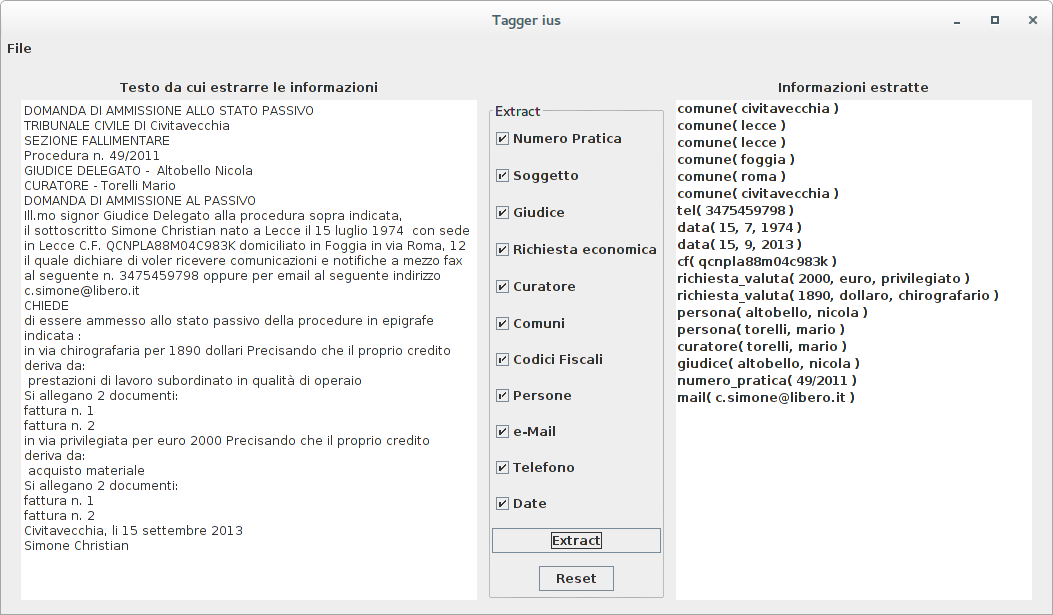 Tagger ius
File
Testo da cui estrarre le informazioni
DOMANDA DI AMMISSIONE ALLO STATO PASSIVO
TRIBUNALE CIVILE DI Civitavecchia
SEZIONE FALLIMENTARE
Procedura n. 49/2011
GIUDICE DELEGATO - Altobello Nicola
CURATORE - Torelli Mario
DOMANDA DI AMMISSIONE AL PASSIVO
Ill.mo signor Giudice Delegato alla procedura sopra indicata,
il sottoscritto Simone Christian nato a Lecce il 15 luglio 1974 con sede
in Lecce C.F. QCNPLA88M04C983K domiciliato in Foggia in via Roma, 12
il quale dichiare di voler ricevere comunicazioni e notifiche a mezzo fax
al seguente n. 3475459798 oppure per email al seguente indirizzo
c.simone@libero.it
CHIEDE
di essere ammesso allo stato passivo della procedure in epigrafe
indicata :
in via chirografaria per 1890 dollari Precisando che il proprio credito
deriva da:
prestazioni di lavoro subordinato in qualità di operaio
Si allegano 2 documenti:
fattura n. 1
fattura n. 2
in via privilegiata per euro 2000 Precisando che il proprio credito
deriva da:
acquisto materiale
Si allegano 2 documenti:
fattura n. 1
fattura n. 2
Civitavecchia, li 15 settembre 2013
Simone Christian
Extract
Numero Pratica
Soggetto
Giudice
Richiesta economica
Curatore
Comuni
Codici Fiscali
Persone
e-Mail
Telefono
Date
Extract
Reset
Informazioni estratte
comune( civitavecchia )
comune( lecce )
comune( lecce )
comune( foggia )
comune( roma )
comune( civitavecchia )
tel( 3475459798 )
data( 15, 7, 1974 )
data( 15, 9, 2013 )
cf( qcnpla88m04c983k )
richiesta_valuta( 2000, euro, privilegiato )
richiesta_valuta( 1890, dollaro, chirografario )
persona( altobello, nicola )
persona( torelli, mario )
curatore( torelli, mario )
giudice( altobello, nicola )
numero_pratica( 49/2011 )
mail( c.simone@libero.it )